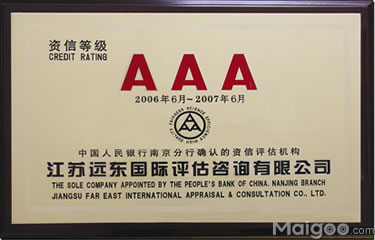 资信等级
CREDIT RATING
AAA
2006年6月~2007年6月
中国人民银行南京分行确认的资信评估机构
江苏远东国际评估咨询有限公司
THE SOLE COMPANY APPOINTED BY THE PEOPLE'S BANK OF CHINA. NANJING BRANCH
JIANGSU FAR EAST INTERNATIONAL APPRAISAL & CONSULTATION CO., LTD.
Maigoo.com